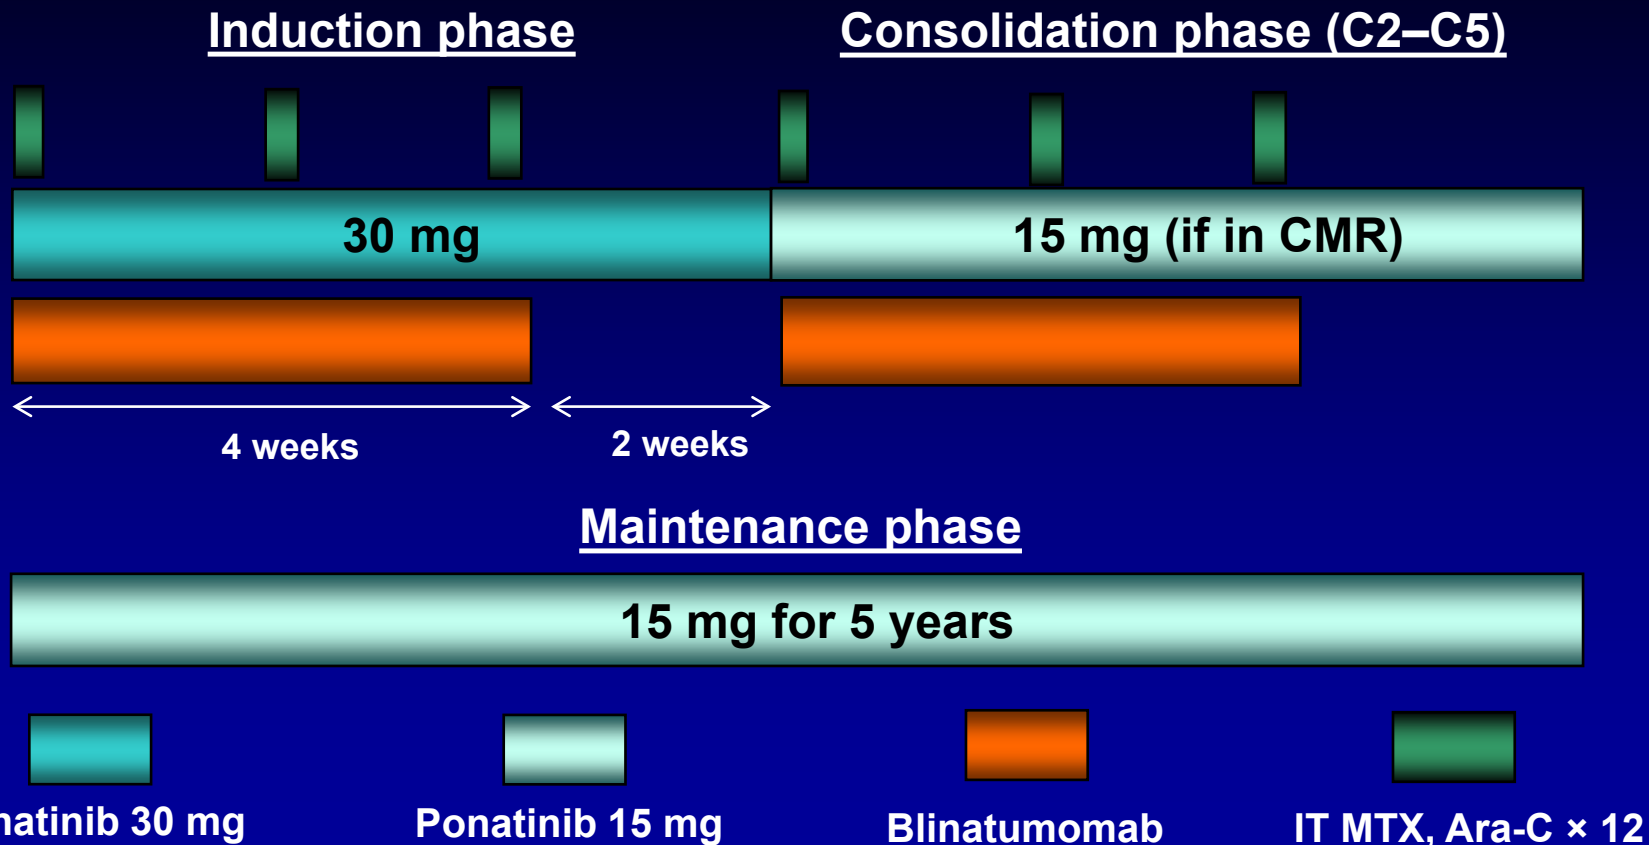 Induction phase
Consolidation phase (C2–C5)
30 mg
15 mg (if in CMR)
4 weeks
2 weeks
Maintenance phase
15 mg for 5 years
natinib 30 mg
Ponatinib 15 mg
Blinatumomab
IT MTX, Ara-C × 12